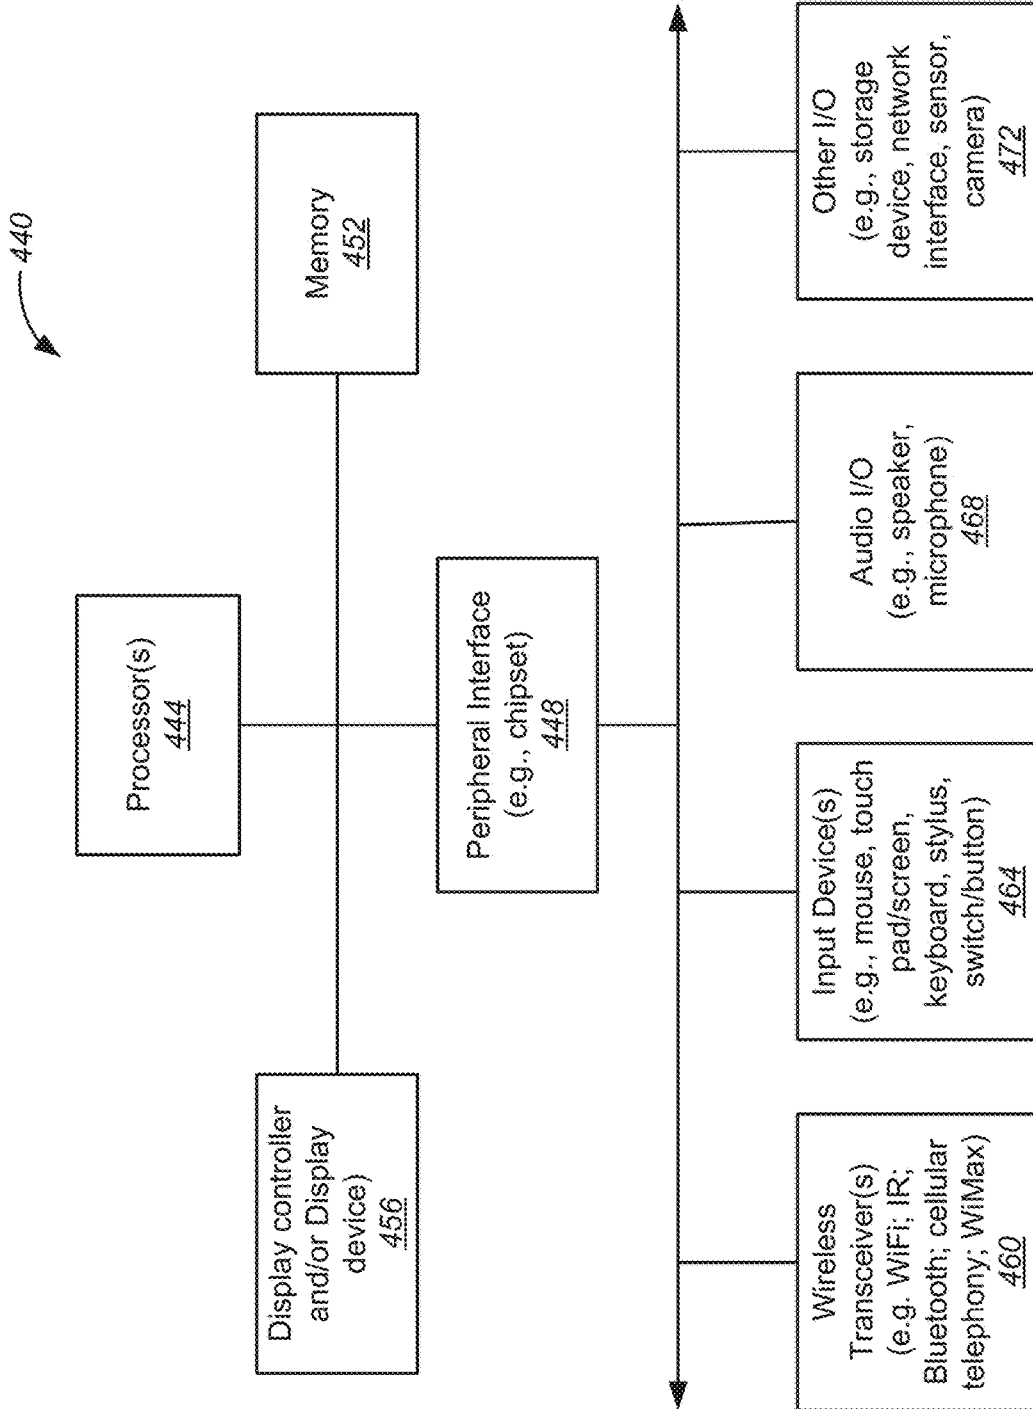 440
Processor(s)
444
Display controller
and/or Display
device)
456
Memory
452
Peripheral Interface
(e.g., chipset)
448
Wireless
Transceiver(s)
(e.g. WiFi; IR;
Bluetooth; cellular
telephony; WiMax)
460
Input Device(s)
(e.g., mouse, touch
pad/screen,
keyboard, stylus,
switch/button)
464
Audio I/O
(e.g., speaker,
microphone)
468
Other I/O
(e.g., storage
device, network
interface, sensor,
camera)
472